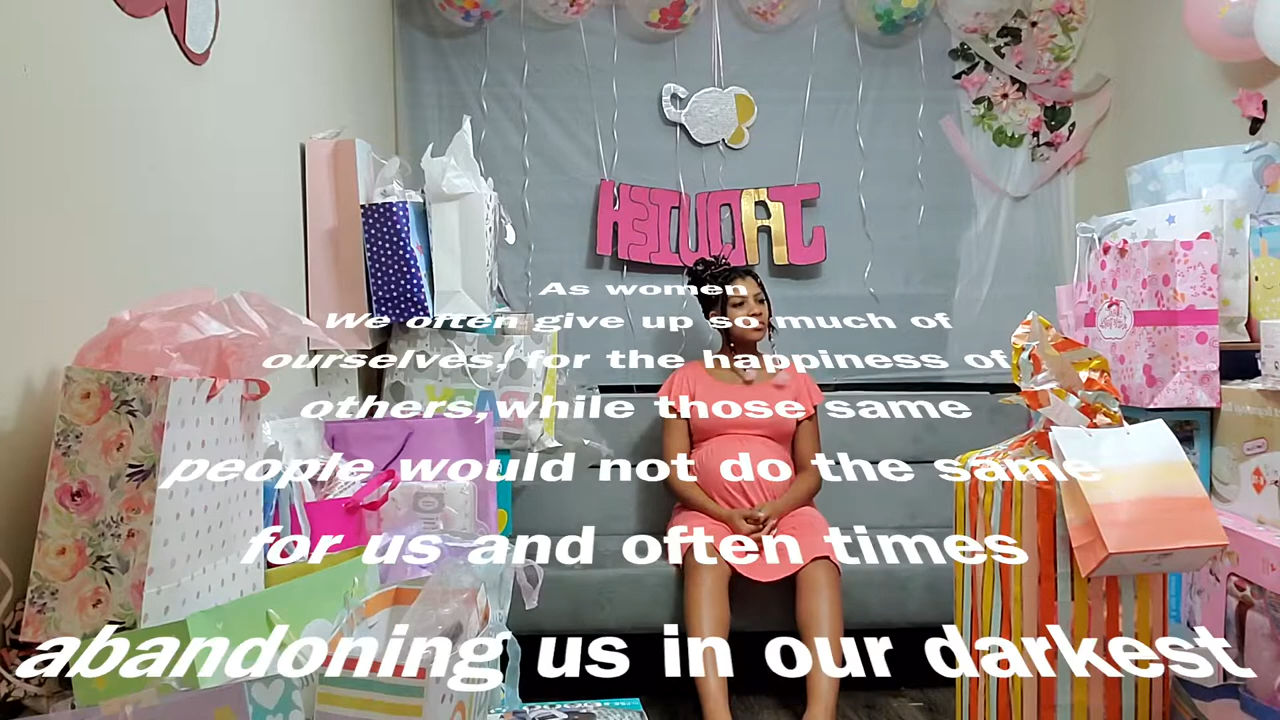 As women
We often give up so much of
ourselves, for the happiness of
others,while those same
people would not do the same
for us and often times
abandoning us in our darkest